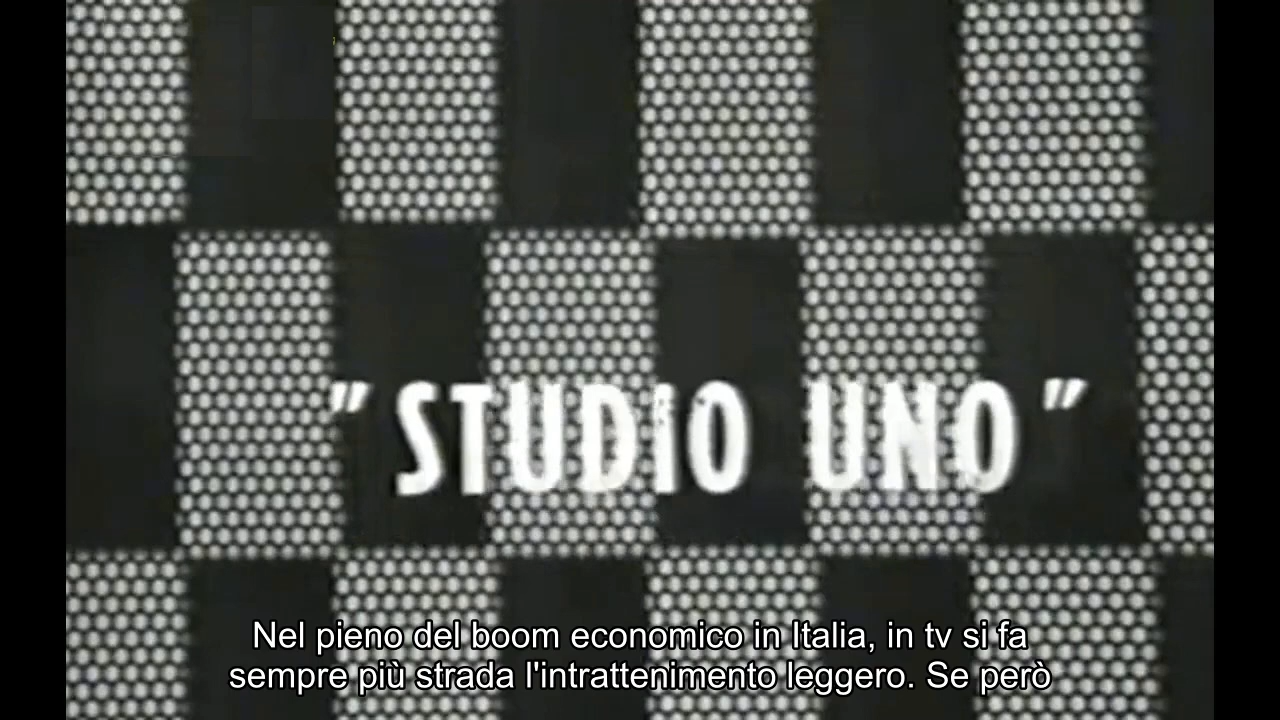 "STUDIO UNO"
Nel pieno del boom economico in Italia, in tv si fa
sempre più strada l'intrattenimento leggero. Se però